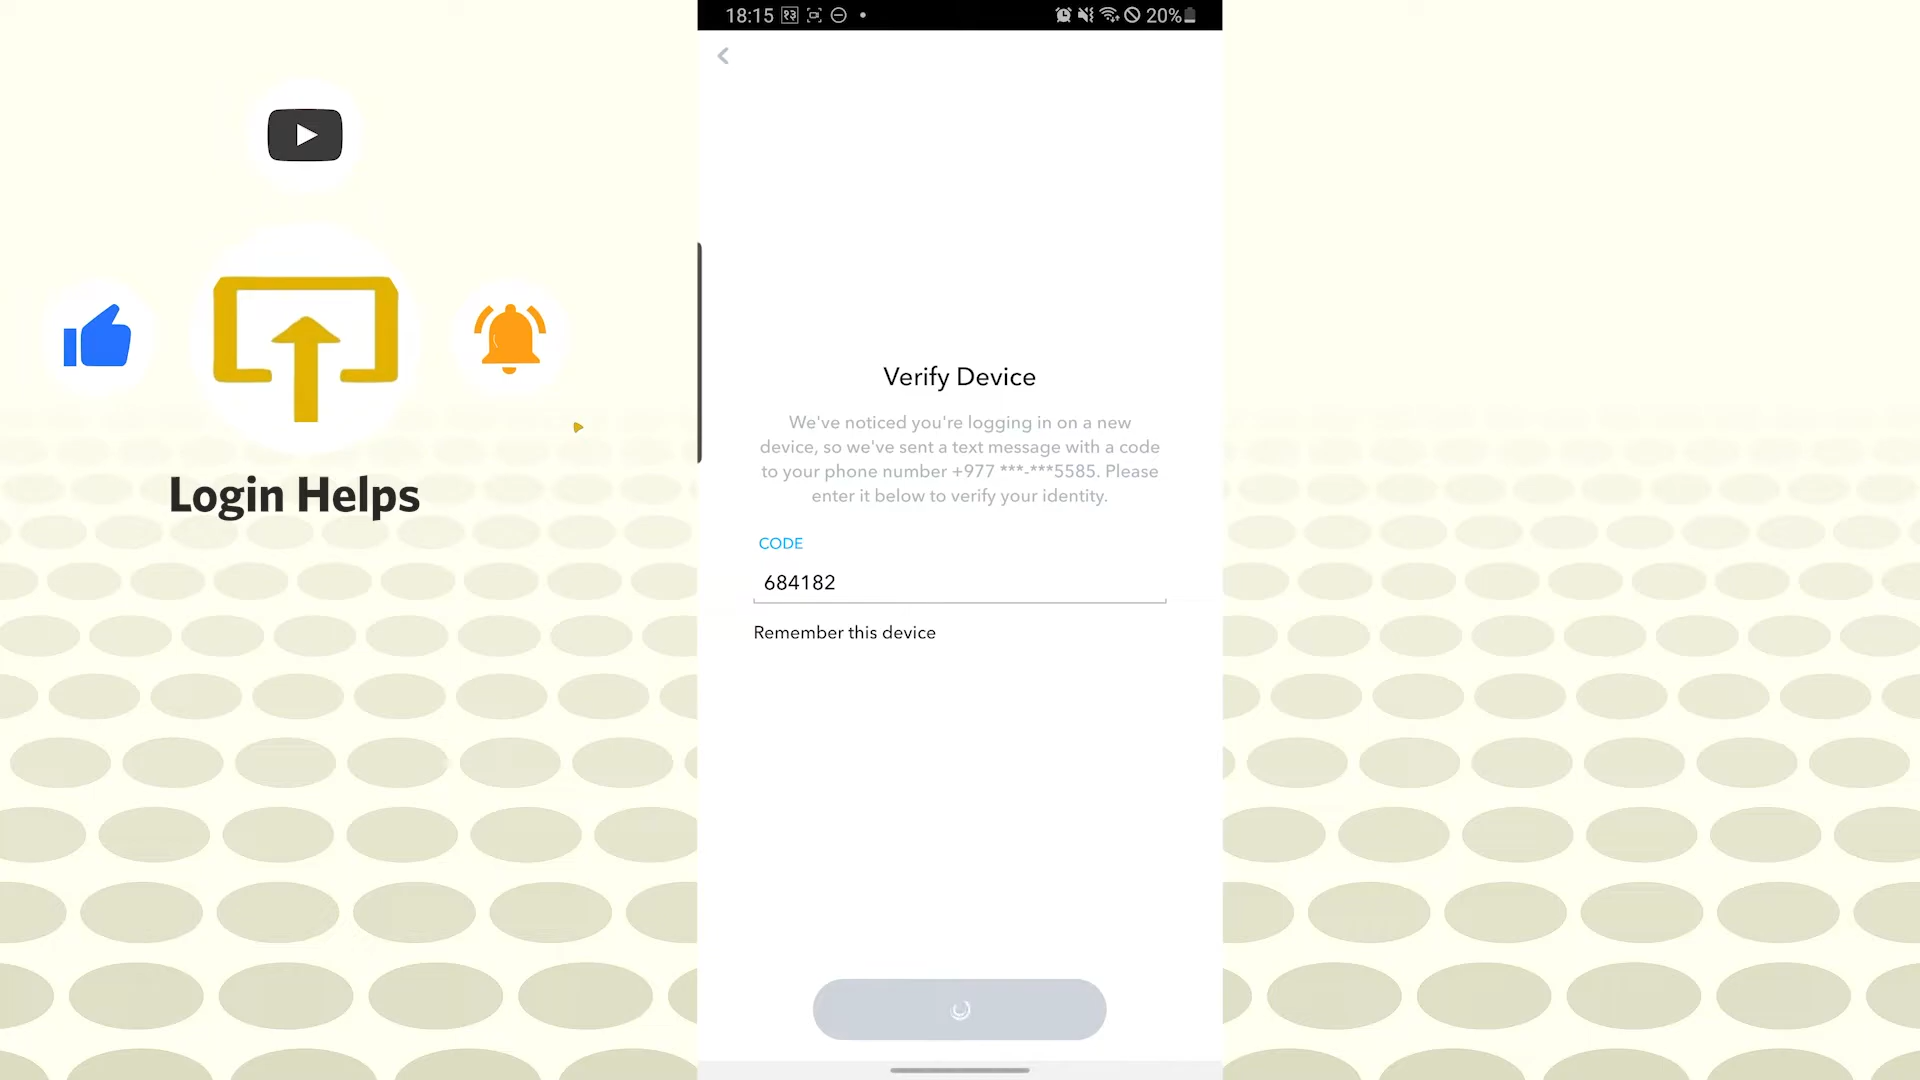 Login Helps
18:15 १३ 20%
Verify Device
We've noticed you're logging in on a new
device, so we've sent a text message with a code
to your phone number +977 ***-***5585. Please
enter it below to verify your identity.
CODE
684182
Remember this device